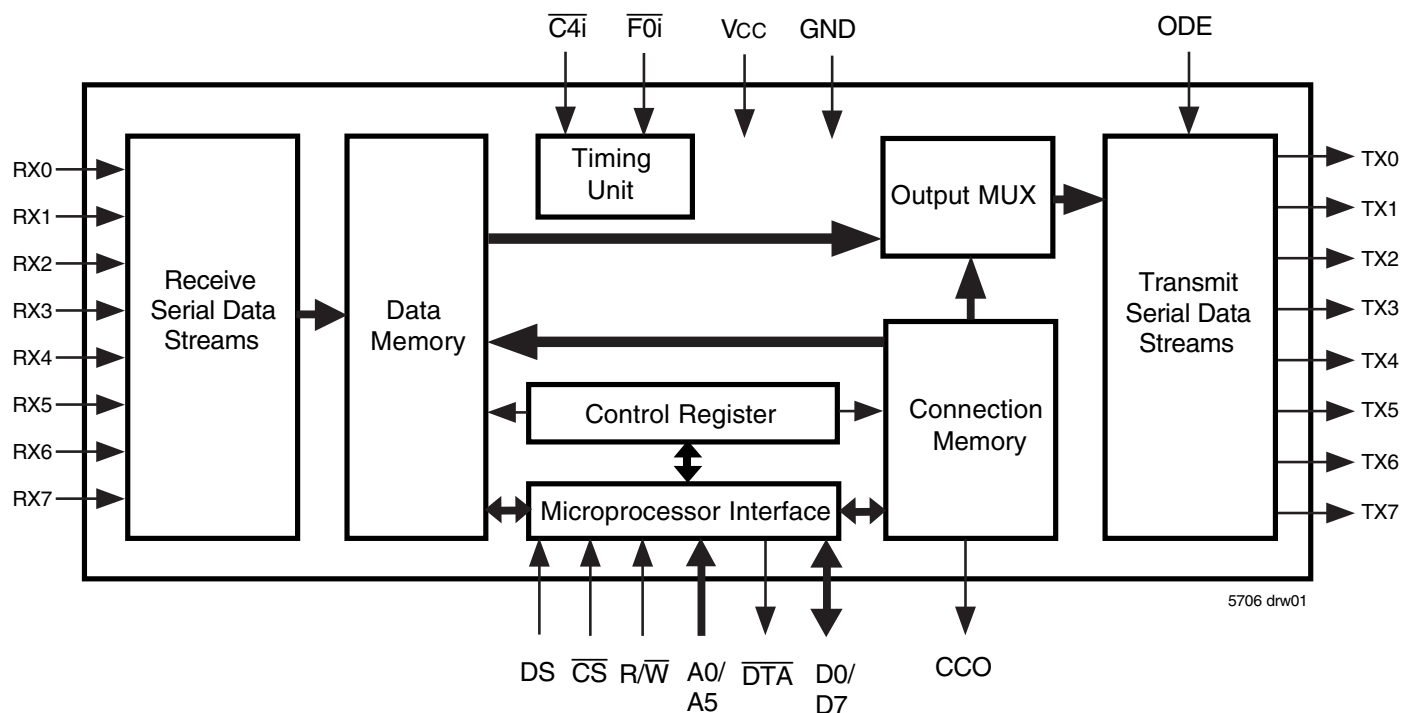 C4i F0i VCC GND ODE
RX0
RX1
RX2
RX3
RX4
RX5
RX6
RX7
Receive
Serial Data
Streams
Data
Memory
Timing
Unit
Output MUX
Control Register
Microprocessor Interface
Connection
Memory
Transmit
Serial Data
Streams
TX0
TX1
TX2
TX3
TX4
TX5
TX6
TX7
5706 drw01
DS CS R/W A0/
A5 DTA D0/
D7 CCO